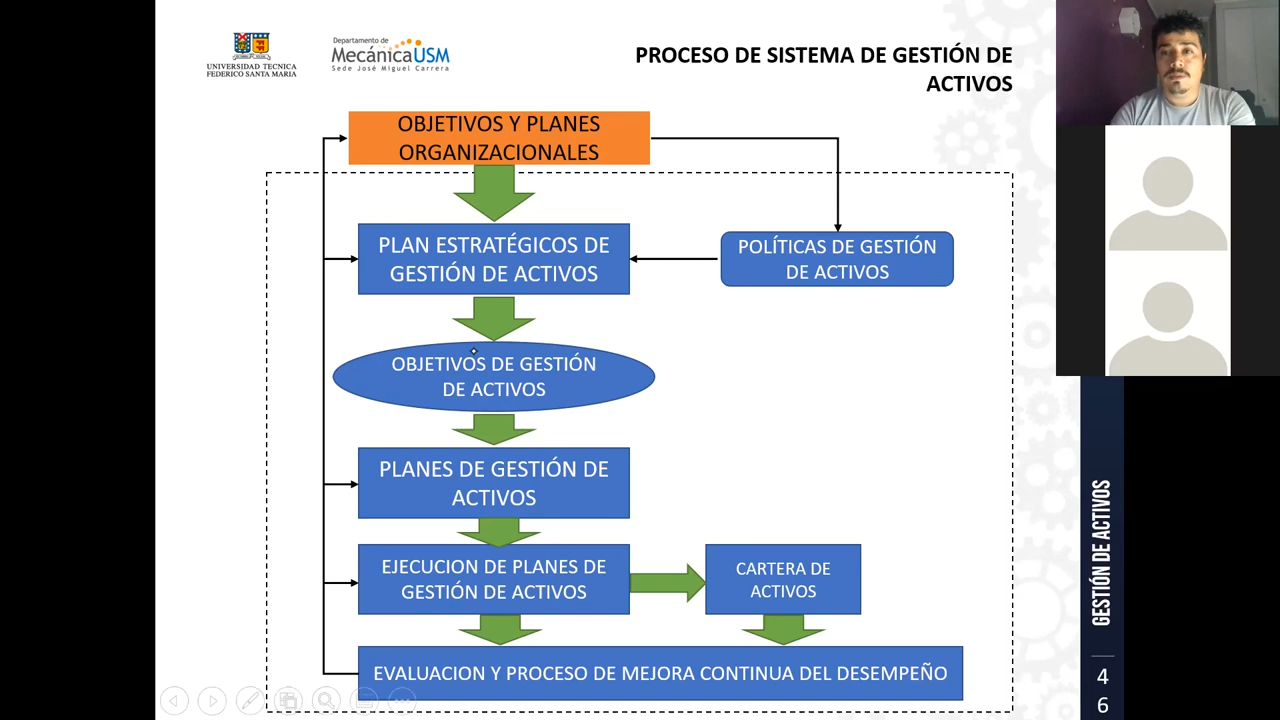 UNIVERSIDAD TECNICA
FEDERICO SANTA MARIA
Departamento de
MecánicaUSM
Sede José Miguel Carrera
PROCESO DE SISTEMA DE GESTIÓN DE
ACTIVOS
OBJETIVOS Y PLANES
ORGANIZACIONALES
PLAN ESTRATÉGICOS DE
GESTIÓN DE ACTIVOS
POLÍTICAS DE GESTIÓN
DE ACTIVOS
OBJETIVOS DE GESTIÓN
DE ACTIVOS
PLANES DE GESTIÓN DE
ACTIVOS
EJECUCION DE PLANES DE
GESTIÓN DE ACTIVOS
CARTERA DE
ACTIVOS
EVALUACION Y PROCESO DE MEJORA CONTINUA DEL DESEMPEÑO
GESTIÓN DE ACTIVOS
4
6